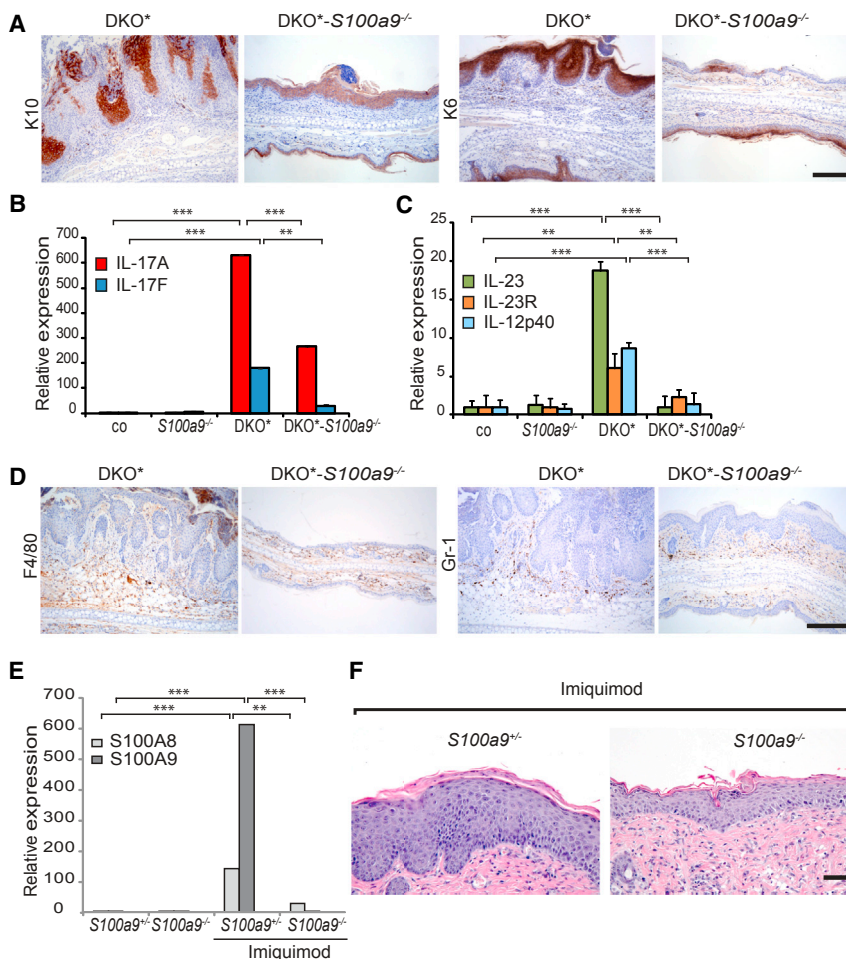 A
DKO*
DKO*-S100a9-/-
DKO*
DKO*-S100a9-/-
K10
K6
B
*** ***
*** **
700
600
500
400
300
200
100
0
Relative expression
IL-17A
IL-17F
co
S100a9-/-
DKO*
DKO*-S100a9-/-
C
*** ***
** **
*** ***
25
20
15
10
5
0
Relative expression
IL-23
IL-23R
IL-12p40
co
S100a9-/-
DKO*
DKO*-S100a9-/-
D
DKO*
DKO*-S100a9-/-
DKO*
DKO*-S100a9-/-
F4/80
Gr-1
E
*** ***
*** **
700
600
500
400
300
200
100
0
Relative expression
S100A8
S100A9
S100a9+/-
S100a9-/-
S100a9+/-
S100a9-/-
Imiquimod
F
Imiquimod
S100a9+/-
S100a9-/-